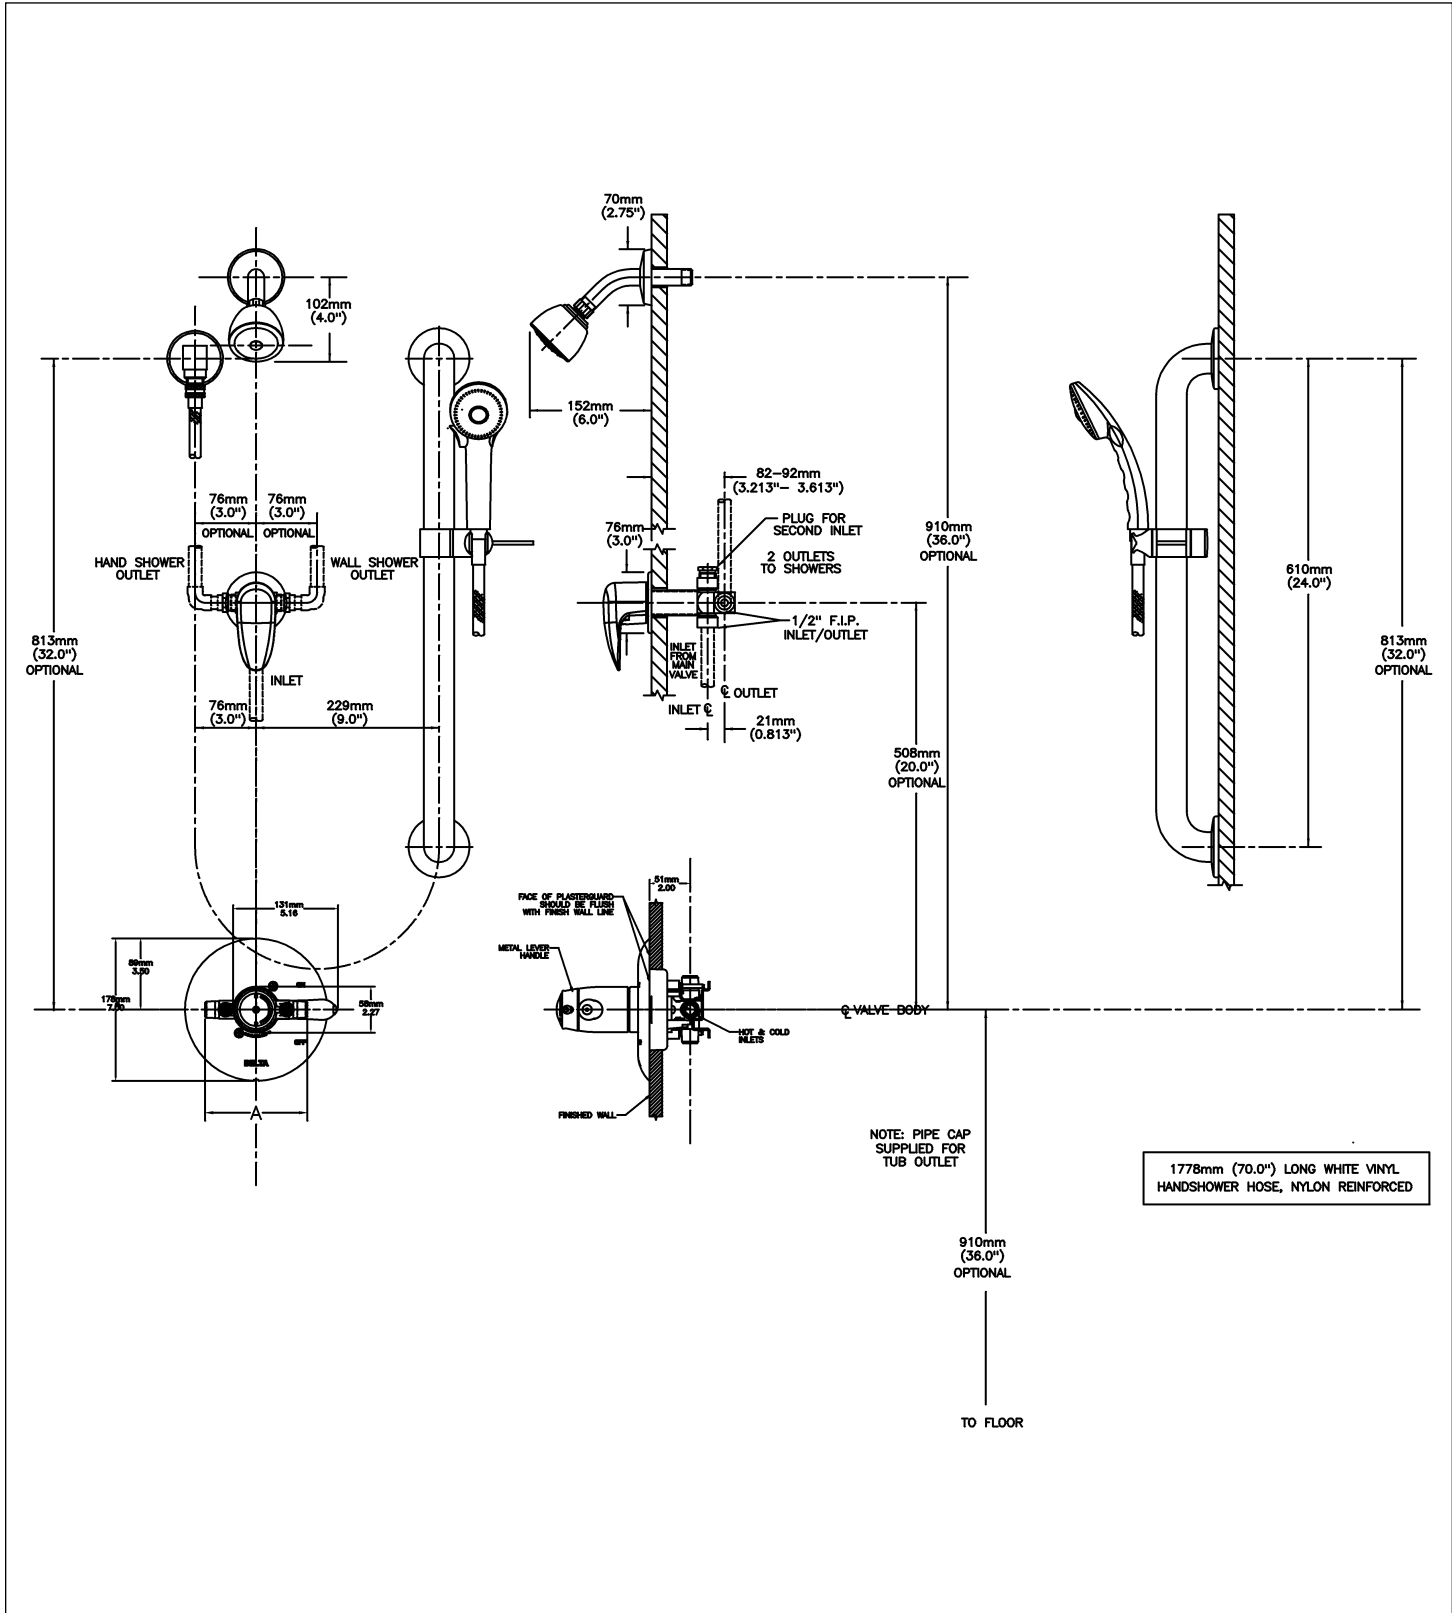 70mm
(2.75")
102mm
(4.0")
152mm
(6.0")
76mm
(3.0")
OPTIONAL
76mm
(3.0")
OPTIONAL
HAND SHOWER
OUTLET
WALL SHOWER
OUTLET
813mm
(32.0")
OPTIONAL
INLET
76mm
(3.0")
229mm
(9.0")
82-92mm
(3.213"- 3.613")
PLUG FOR
SECOND INLET
76mm
(3.0")
2 OUTLETS
TO SHOWERS
1/2" F.I.P.
INLET/OUTLET
INLET
FROM
MAIN
VALVE
℄ OUTLET
INLET ℄
21mm
(0.813")
910mm
(36.0")
OPTIONAL
508mm
(20.0")
OPTIONAL
610mm
(24.0")
813mm
(32.0")
OPTIONAL
131mm
5.16
89mm
3.50
178mm
7.00
58mm
2.27
ON
OFF
DELTA
A
51mm
2.00
FACE OF PLASTERGUARD
SHOULD BE FLUSH
WITH FINISH WALL LINE
METAL LEVER
HANDLE
HOT & COLD
INLETS
FINISHED WALL
℄ VALVE BODY
NOTE: PIPE CAP
SUPPLIED FOR
TUB OUTLET
1778mm (70.0") LONG WHITE VINYL
HANDSHOWER HOSE, NYLON REINFORCED
910mm
(36.0")
OPTIONAL
TO FLOOR